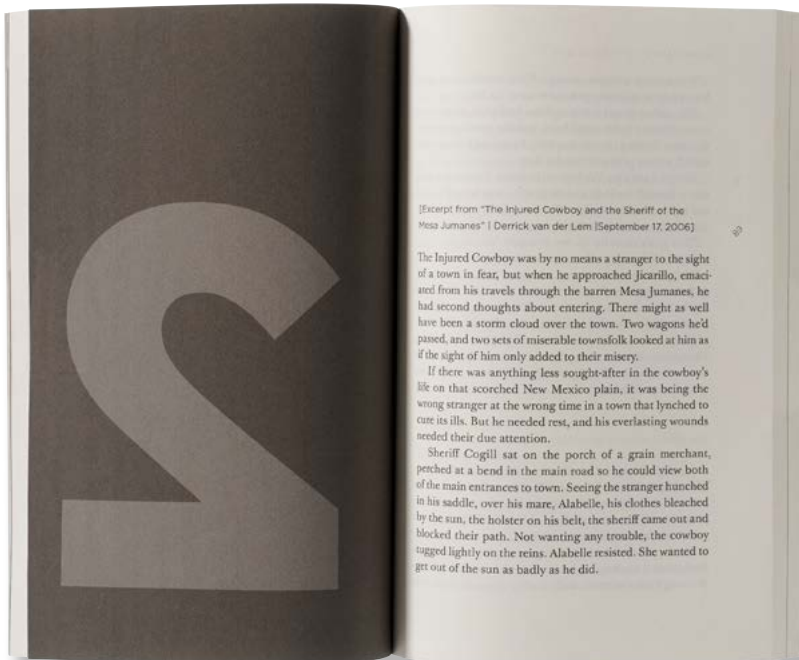 2
[Excerpt from "The Injured Cowboy and the Sheriff of the
Mesa Jumanes" | Derrick van der Lem |September 17, 2006]
The Injured Cowboy was by no means a stranger to the sight
of a town in fear, but when he approached Jicarillo, emaci-
ated from his travels through the barren Mesa Jumanes, he
had second thoughts about entering. There might as well
have been a storm cloud over the town. Two wagons he'd
passed, and two sets of miserable townsfolk looked at him as
if the sight of him only added to their misery.
If there was anything less sought-after in the cowboy's
life on that scorched New Mexico plain, it was being the
wrong stranger at the wrong time in a town that lynched to
cure its ills. But he needed rest, and his everlasting wounds
needed their due attention.
Sheriff Cogill sat on the porch of a grain merchant,
perched at a bend in the main road so he could view both
of the main entrances to town. Seeing the stranger hunched
in his saddle, over his mare, Alabelle, his clothes bleached
by the sun, the holster on his belt, the sheriff came out and
blocked their path. Not wanting any trouble, the cowboy
tugged lightly on the reins. Alabelle resisted. She wanted to
get out of the sun as badly as he did.